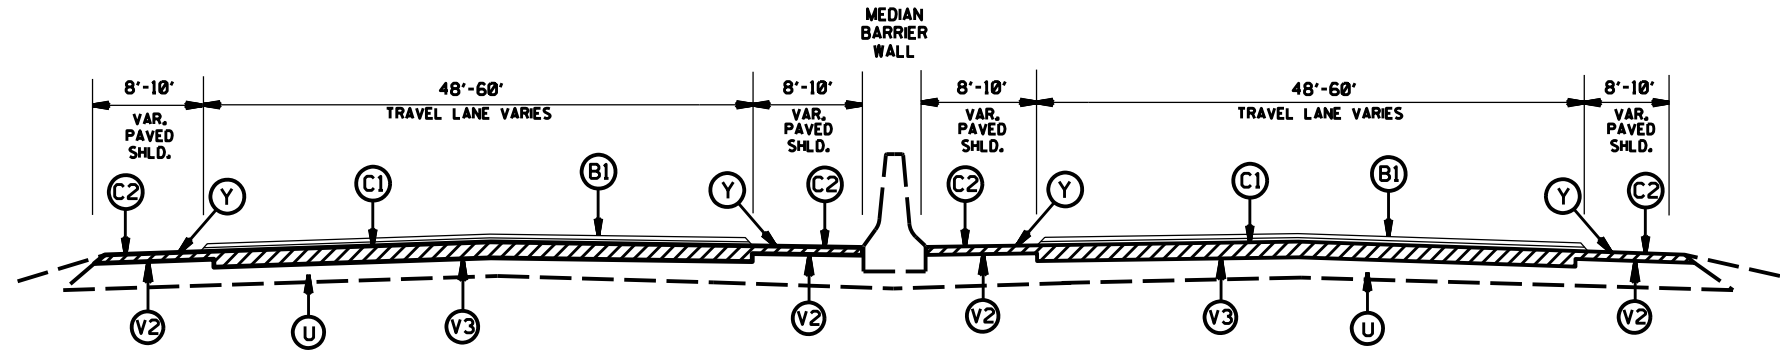 MEDIAN
BARRIER
WALL
8'-10' 48'-60' 8'-10' 8'-10' 48'-60' 8'-10'
TRAVEL LANE VARIES TRAVEL LANE VARIES
VAR. VAR. VAR. VAR.
PAVED PAVED PAVED PAVED
SHLD. SHLD. SHLD. SHLD.
C2 Y C1 B1 Y C2 C2 Y C1 B1 Y C2
V2 U V3 V2 V2 V3 U V2